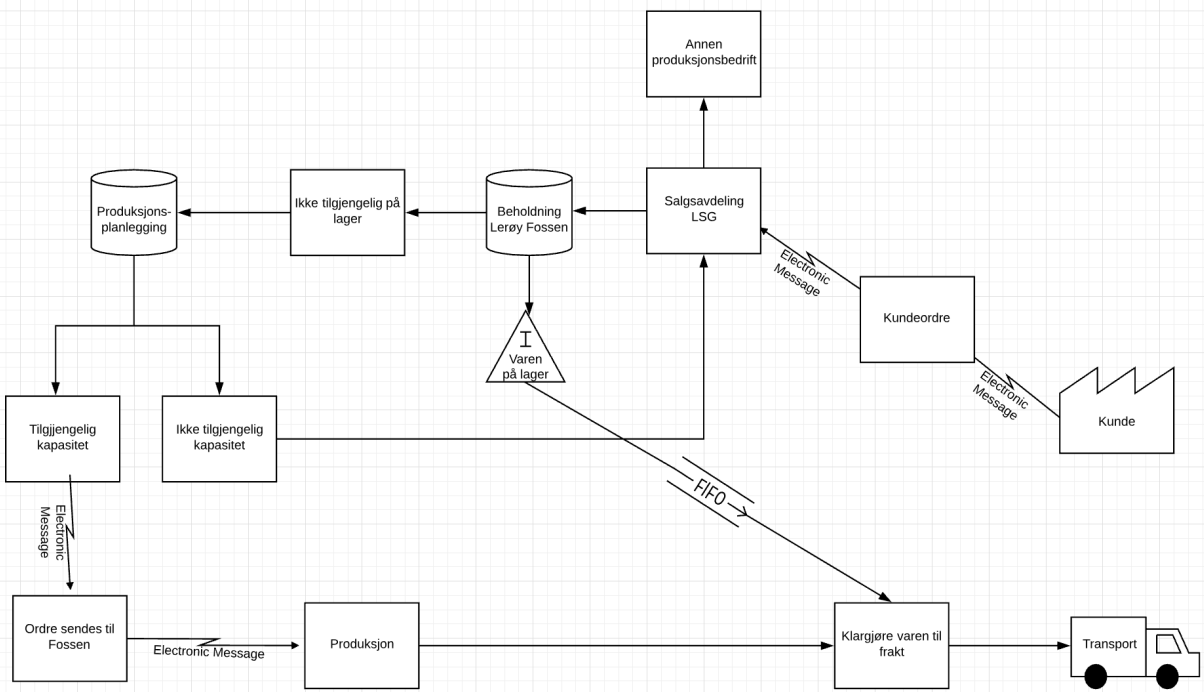 Annen
produksjonsbedrift
Produksjons-
planlegging
Ikke tilgjengelig på
lager
Beholdning
Lerøy Fossen
Salgsavdeling
LSG
Electronic
Message
Kundeordre
Electronic
Message
Kunde
I
Varen
på lager
Tilgjjengelig
kapasitet
Ikke tilgjengelig
kapasitet
FIFO
Electronic
Message
Ordre sendes til
Fossen
Electronic Message
Produksjon
Klargjøre varen til
frakt
Transport